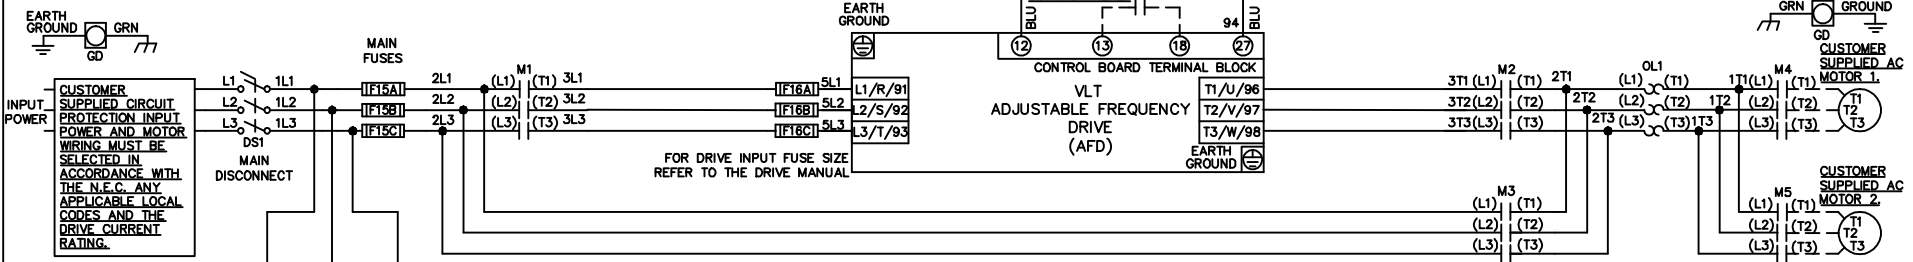 EARTH
GROUND
GRN
GD
MAIN
FUSES
EARTH
GROUND
BLU
94
BLU
GRN
GROUND
GD
12
13
18
27
CONTROL BOARD TERMINAL BLOCK
INPUT
POWER
CUSTOMER
SUPPLIED CIRCUIT
PROTECTION INPUT
POWER AND MOTOR
WIRING MUST BE
SELECTED IN
ACCORDANCE WITH
THE N.E.C. ANY
APPLICABLE LOCAL
CODES AND THE
DRIVE CURRENT
RATING.
L1 1L1 F15A 2L1 (L1) M1 (T1) 3L1 F16A 5L1 L1/R/91
L2 1L2 F15B 2L2 (L2) (T2) 3L2 F16B 5L2 L2/S/92
L3 1L3 F15C 2L3 (L3) (T3) 3L3 F16C 5L3 L3/T/93
DS1
MAIN
DISCONNECT
FOR DRIVE INPUT FUSE SIZE
REFER TO THE DRIVE MANUAL
VLT
ADJUSTABLE FREQUENCY
DRIVE
(AFD)
T1/U/96
T2/V/97
T3/W/98
EARTH
GROUND
M2 OL1 M4
3T1 (L1) (T1) 2T1 (L1) (T1) 1T1 (L1) (T1)
3T2 (L2) (T2) 2T2 (L2) (T2) 1T2 (L2) (T2)
3T3 (L3) (T3) 2T3 (L3) (T3) 1T3 (L3) (T3)
CUSTOMER
SUPPLIED AC
MOTOR 1.
T1
T2
T3
M3
(L1) (T1)
(L2) (T2)
(L3) (T3)
M5
(L1) (T1)
(L2) (T2)
(L3) (T3)
CUSTOMER
SUPPLIED AC
MOTOR 2.
T1
T2
T3